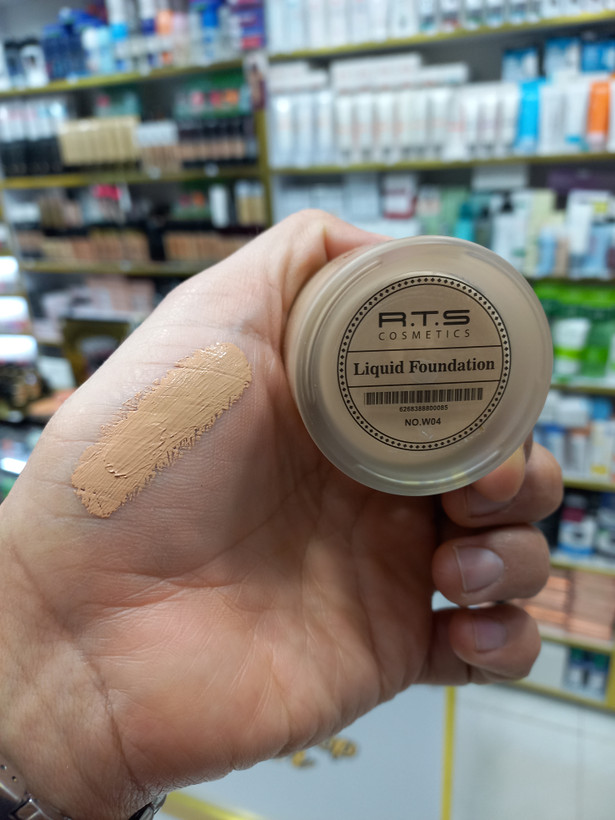 R.T.S
COSMETICS
Liquid Foundation
6268388800085
NO.W04